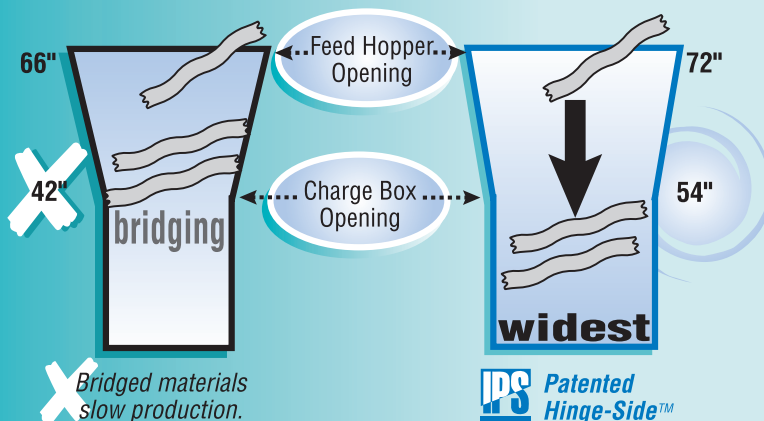 66"
Feed Hopper
Opening
72"
42"
Charge Box
Opening
54"
bridging
widest
Bridged materials
slow production.
IPS
Patented
Hinge-Side™